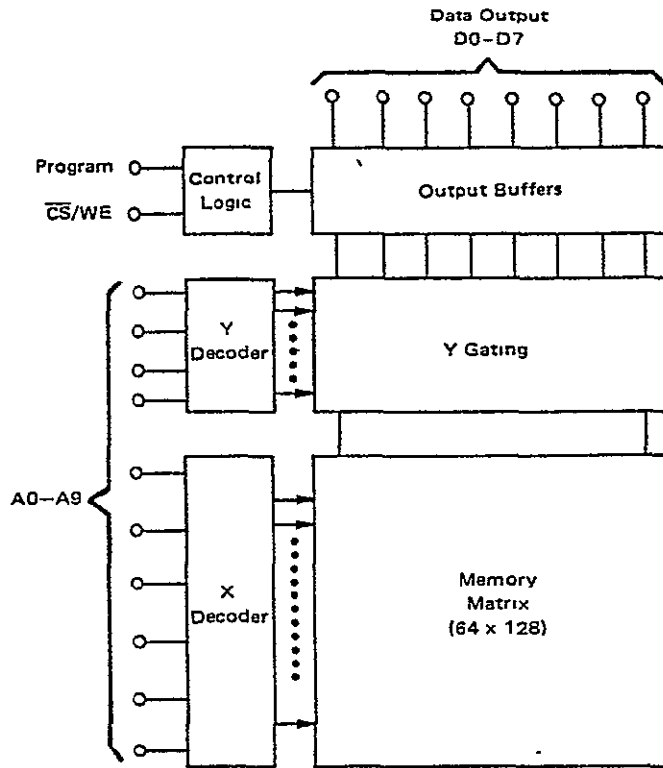 Data Output
D0–D7
Program
Control
Logic
Output Buffers
C̅S̅/WE
Y
Decoder
Y Gating
A0–A9
X
Decoder
Memory
Matrix
(64 x 128)